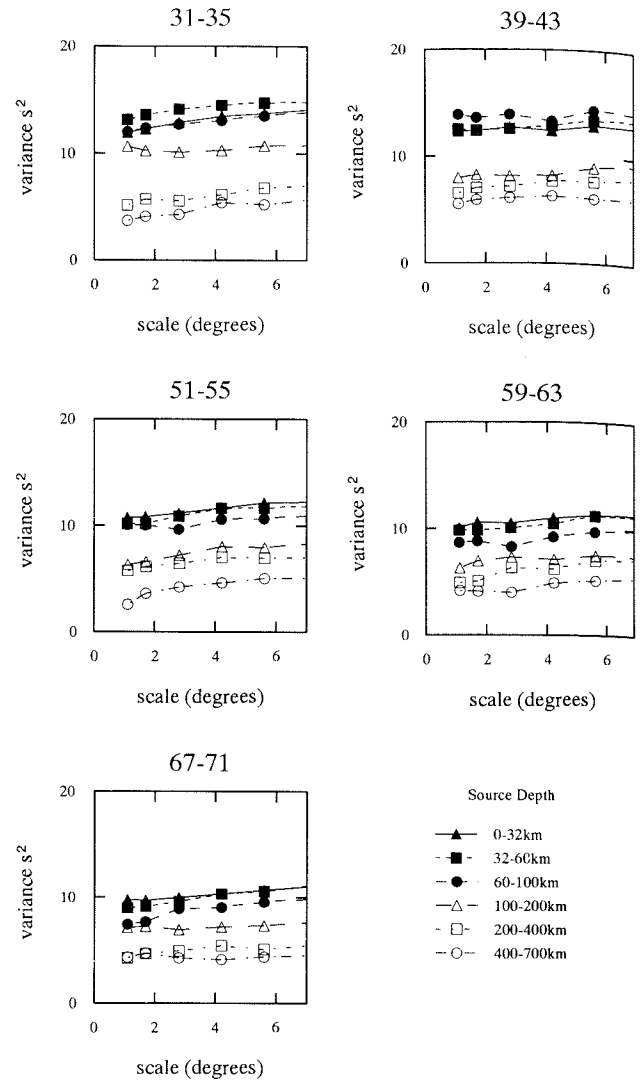 31-35
20
10
0
variance s²
0 2 4 6
scale (degrees)
39-43
20
10
0
variance s²
0 2 4 6
scale (degrees)
51-55
20
10
0
variance s²
0 2 4 6
scale (degrees)
59-63
20
10
0
variance s²
0 2 4 6
scale (degrees)
67-71
20
10
0
variance s²
0 2 4 6
scale (degrees)
Source Depth
0-32km
32-60km
60-100km
100-200km
200-400km
400-700km